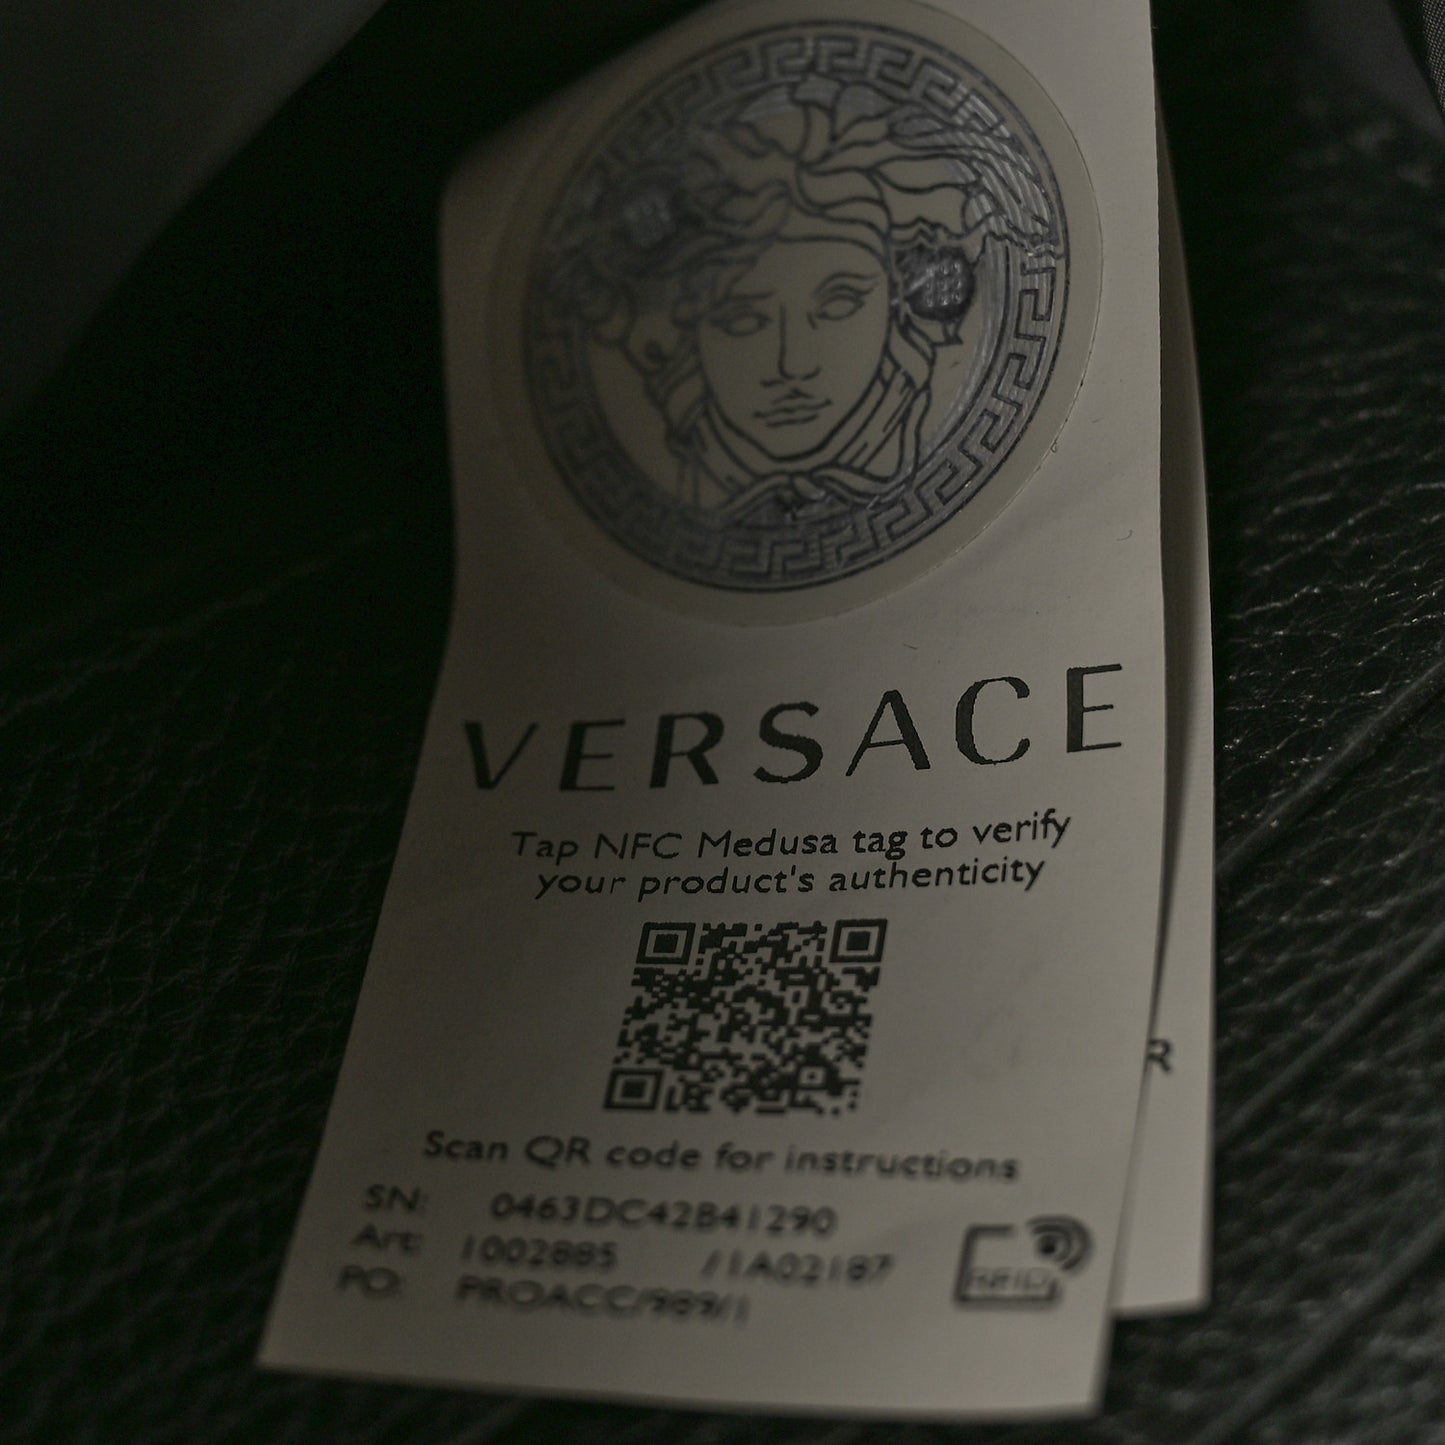 VERSACE
Tap NFC Medusa tag to verify
your product's authenticity
Scan QR code for instructions
SN: 0463DC42B41290
Art: 1002885 /1A02187
PO: PROACC/989/1
RFID
R